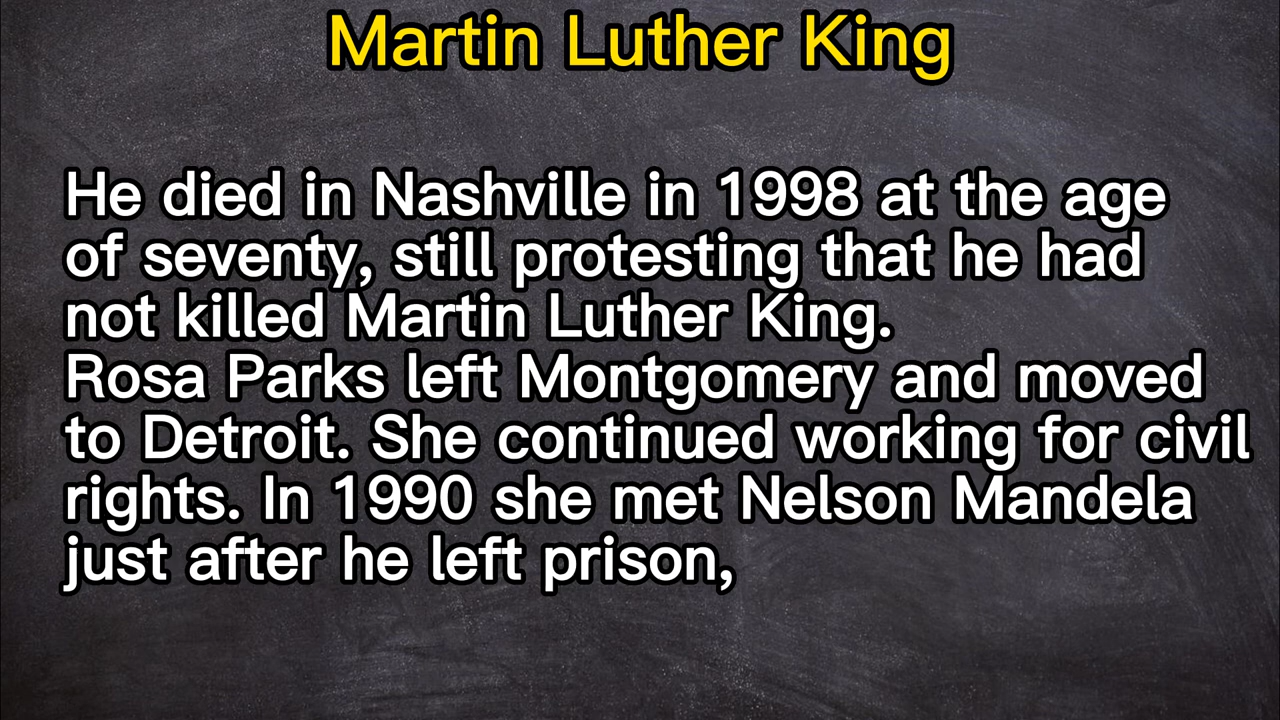 Martin Luther King
He died in Nashville in 1998 at the age
of seventy, still protesting that he had
not killed Martin Luther King.
Rosa Parks left Montgomery and moved
to Detroit. She continued working for civil
rights. In 1990 she met Nelson Mandela
just after he left prison,